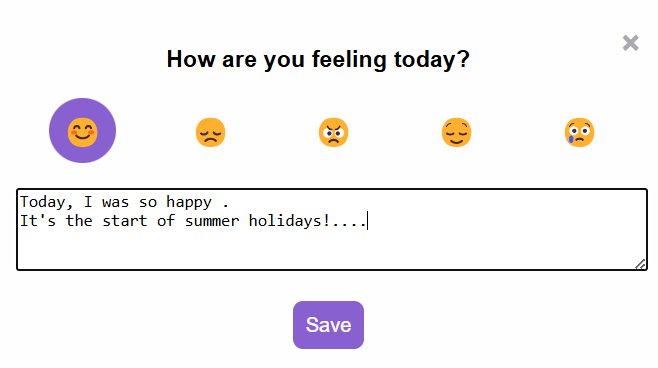 How are you feeling today?
Today, I was so happy .
It's the start of summer holidays!....
Save